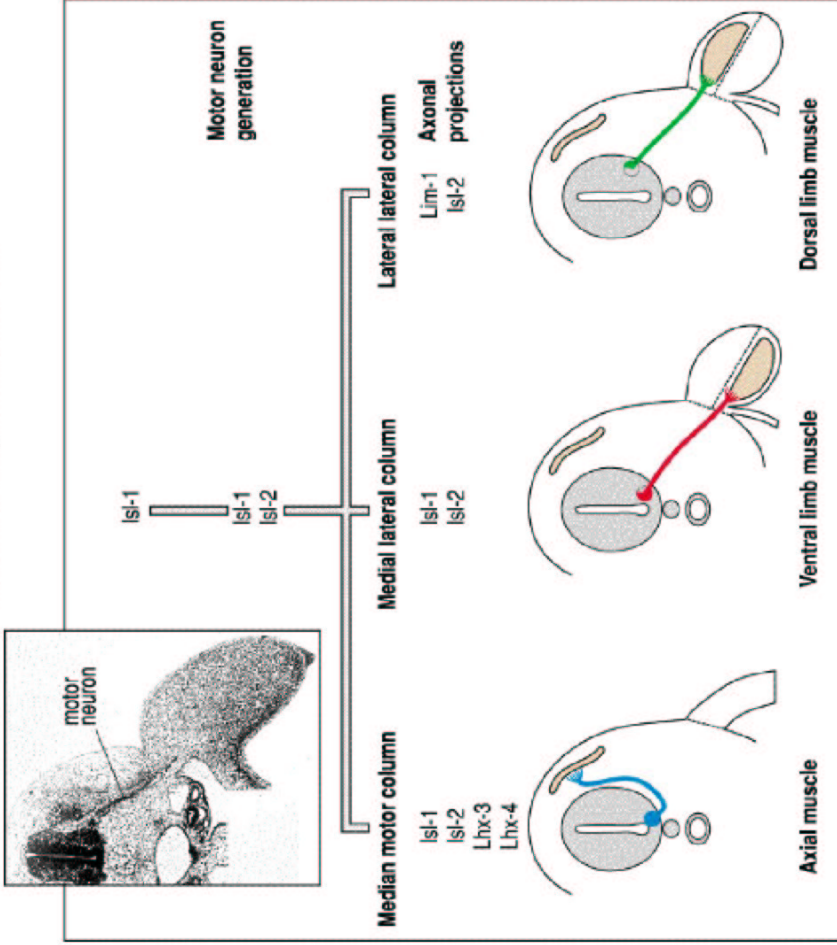 motor
neuron
Isl-1
Isl-1
Isl-2
Motor neuron
generation
Median motor column
Medial lateral column
Lateral lateral column
Isl-1
Isl-2
Lhx-3
Lhx-4
Isl-1
Isl-2
Lim-1
Isl-2
Axonal
projections
Axial muscle
Ventral limb muscle
Dorsal limb muscle